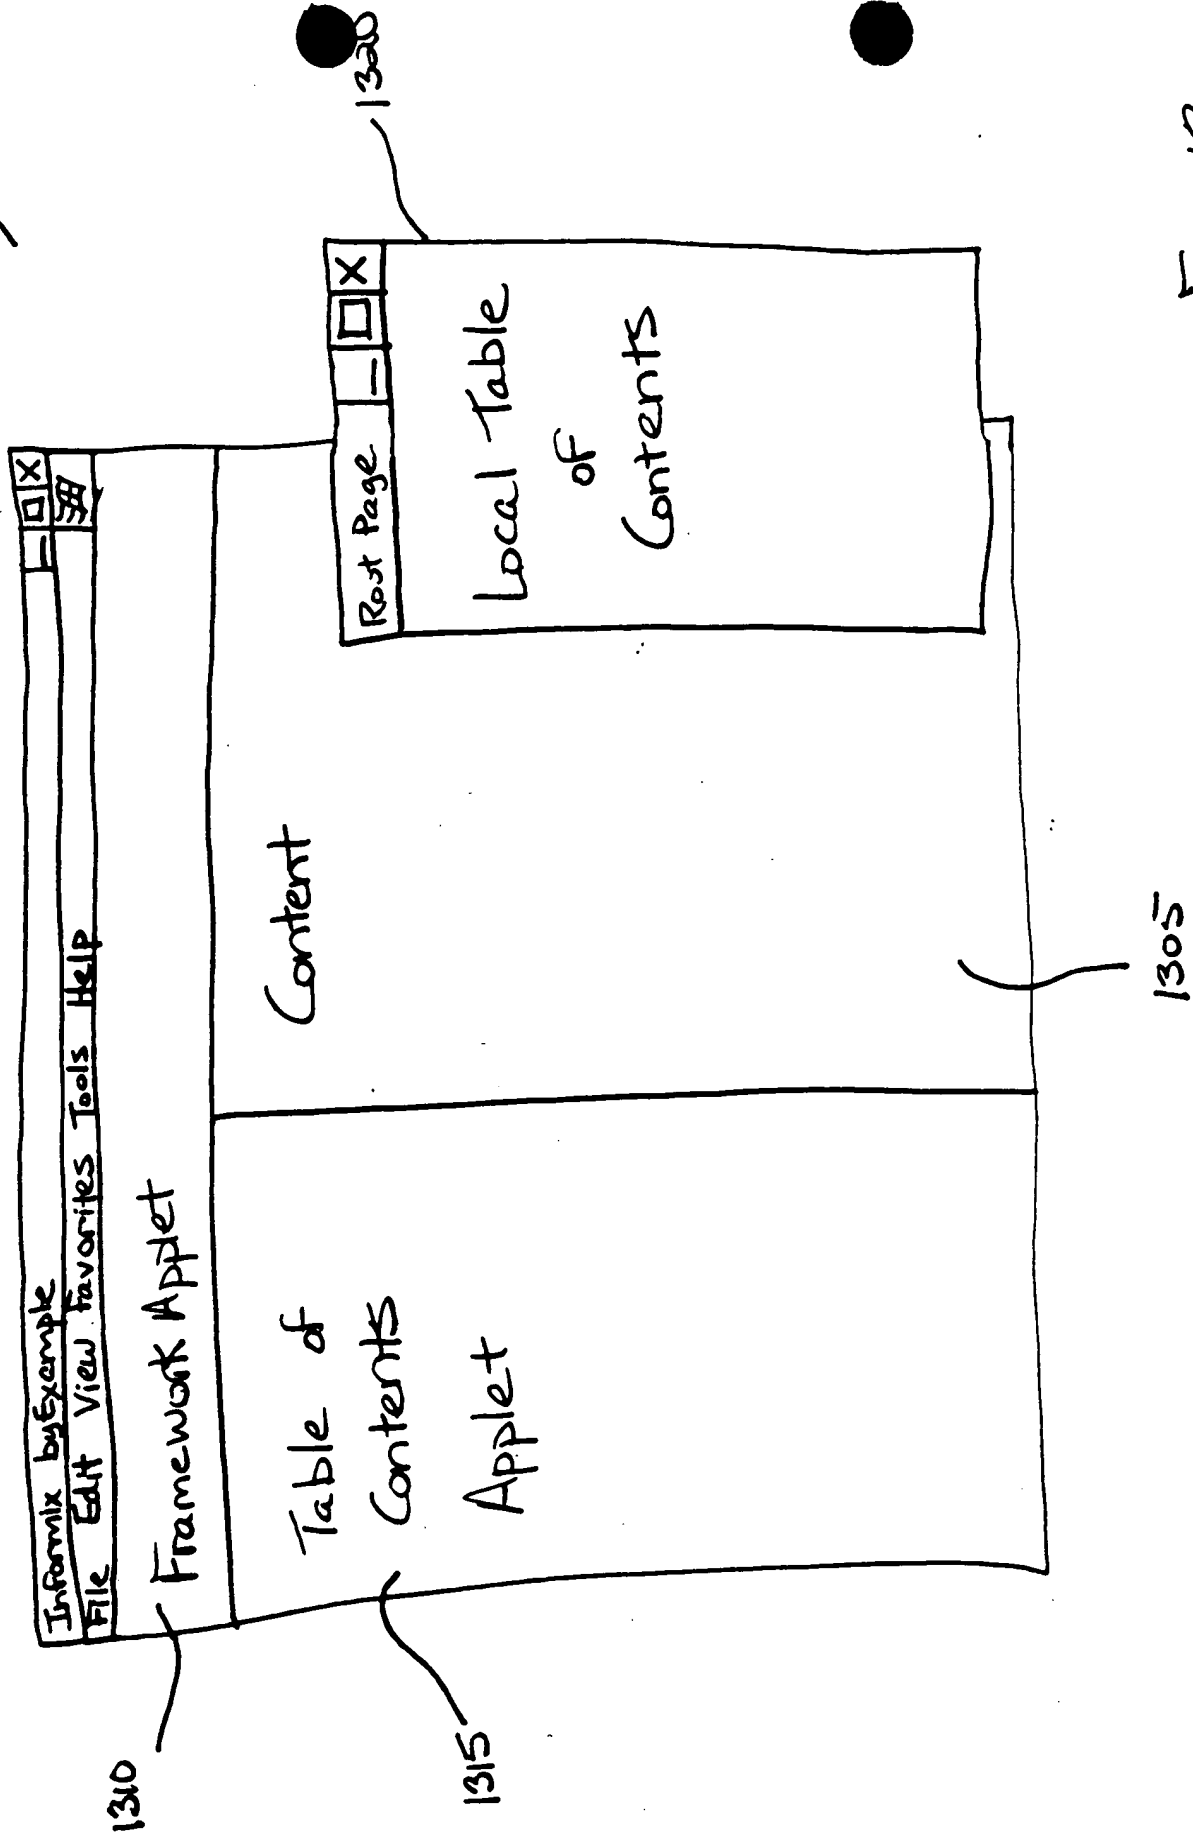 Informix byExample
File Edit View Favorites Tools Help
1310
Framework Applet
1315
Table of
Contents
Applet
Content
Root Page
Local Table
of
Contents
1320
1305